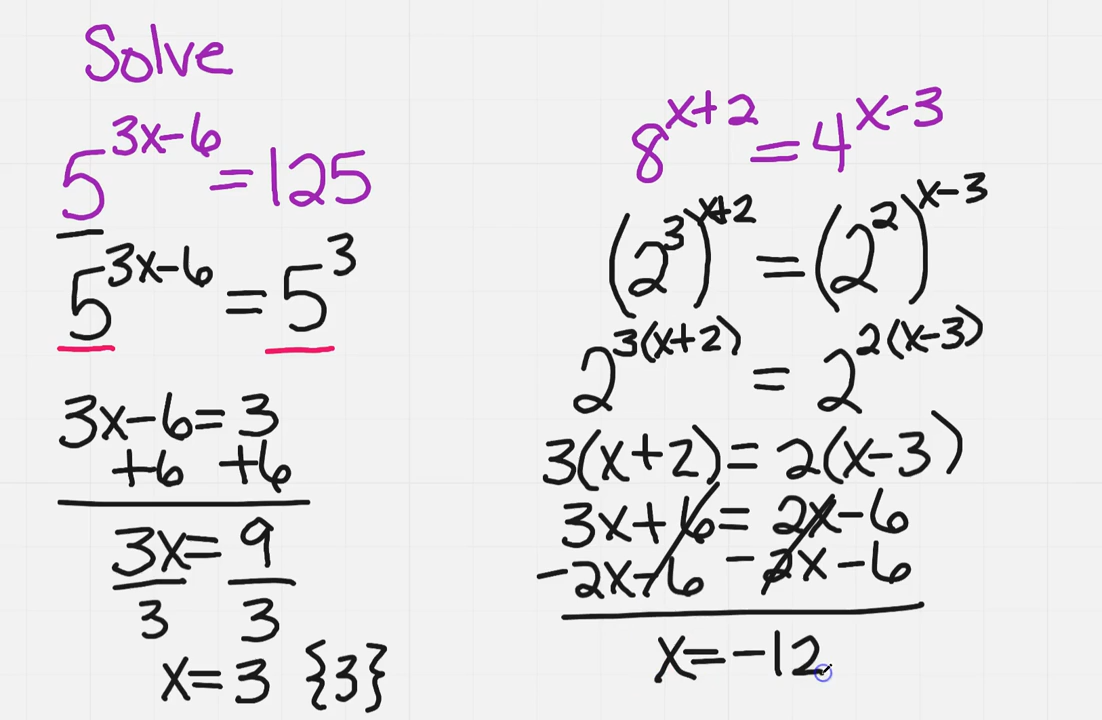 Solve
5^{3x-6} = 125
5^{3x-6} = 5^3
3x-6 = 3
+6 +6
3x = 9
3 3
x = 3 {3}
8^{x+2} = 4^{x-3}
(2^3)^{x+2} = (2^2)^{x-3}
2^{3(x+2)} = 2^{2(x-3)}
3(x+2) = 2(x-3)
3x+6 = 2x-6
-2x-6 -2x-6
x = -12